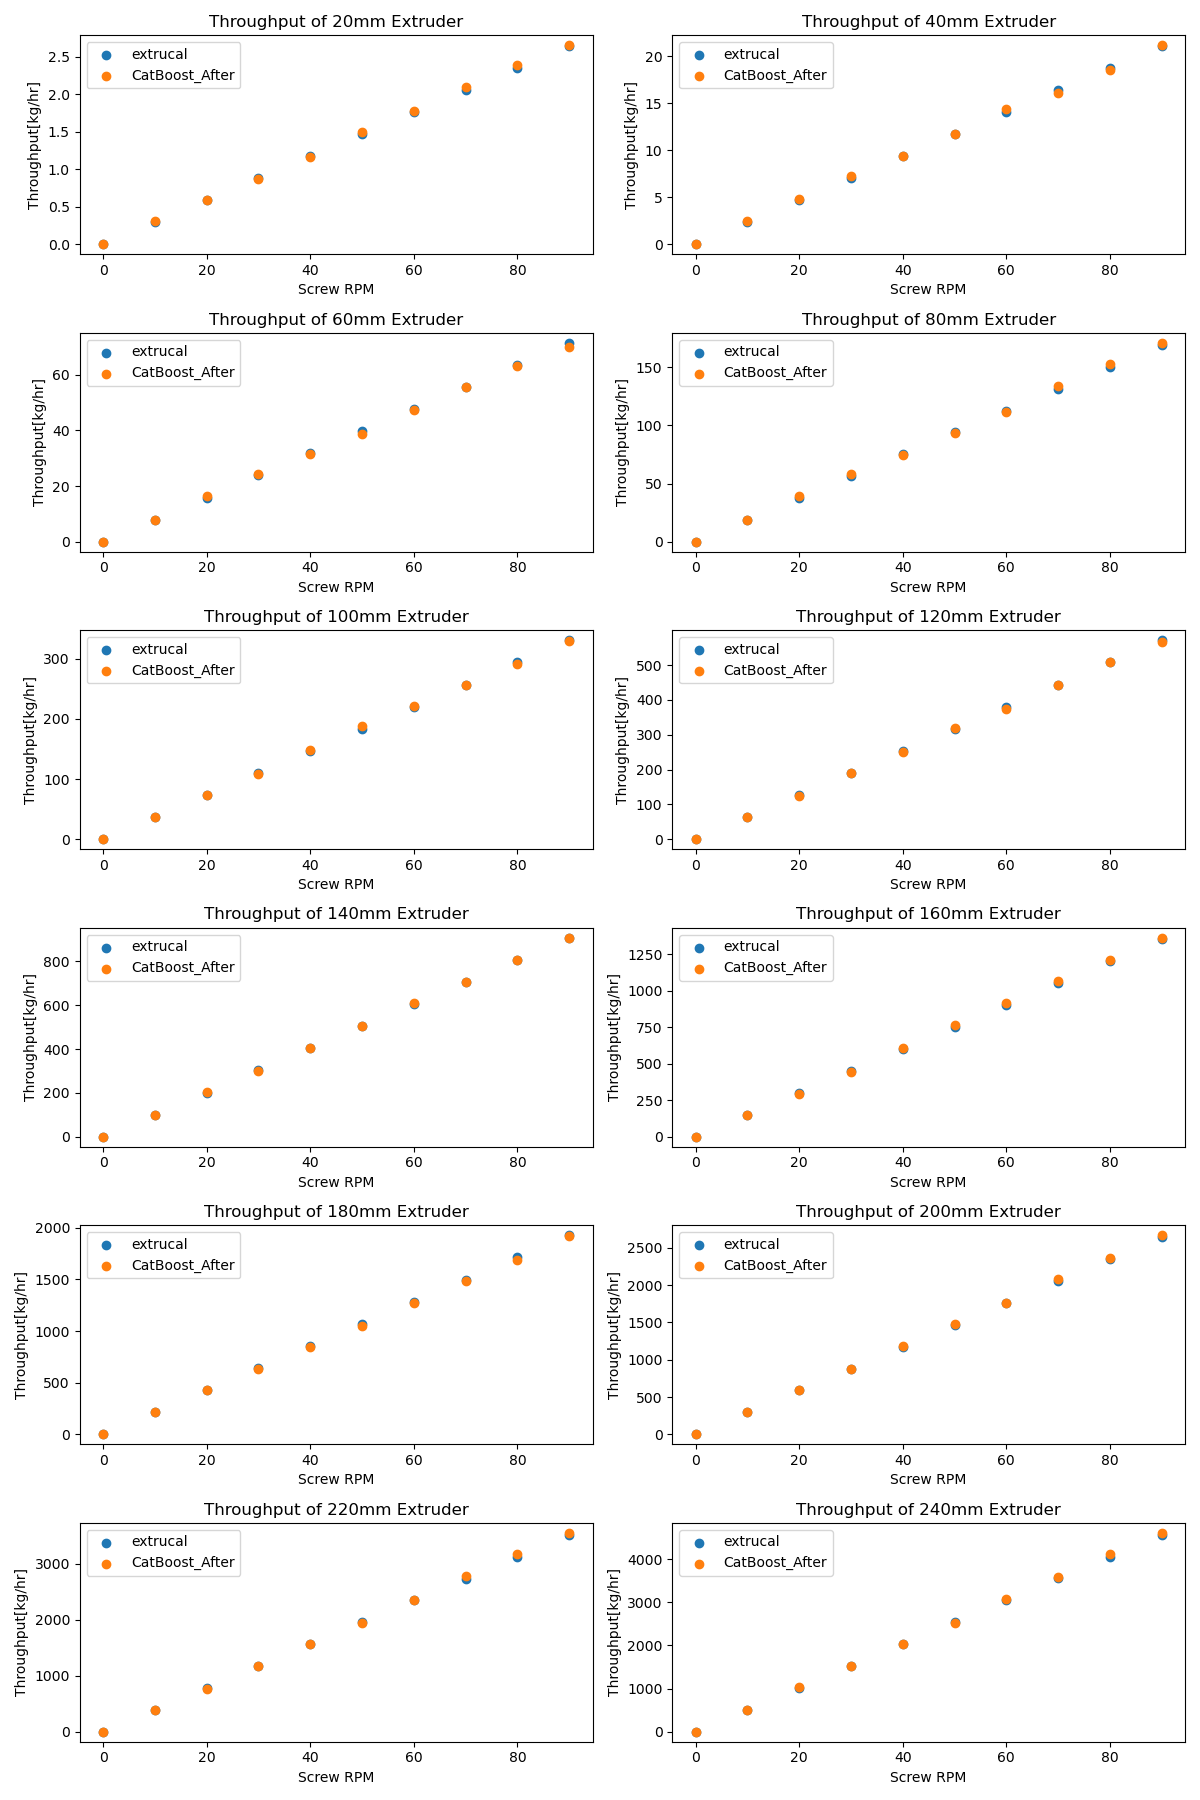 Throughput of 20mm Extruder
Throughput[kg/hr]
2.5
2.0
1.5
1.0
0.5
0.0
extrucal
CatBoost_After
0 20 40 60 80
Screw RPM
Throughput of 40mm Extruder
Throughput[kg/hr]
20
15
10
5
0
extrucal
CatBoost_After
0 20 40 60 80
Screw RPM
Throughput of 60mm Extruder
Throughput[kg/hr]
60
40
20
0
extrucal
CatBoost_After
0 20 40 60 80
Screw RPM
Throughput of 80mm Extruder
Throughput[kg/hr]
150
100
50
0
extrucal
CatBoost_After
0 20 40 60 80
Screw RPM
Throughput of 100mm Extruder
Throughput[kg/hr]
300
200
100
0
extrucal
CatBoost_After
0 20 40 60 80
Screw RPM
Throughput of 120mm Extruder
Throughput[kg/hr]
500
400
300
200
100
0
extrucal
CatBoost_After
0 20 40 60 80
Screw RPM
Throughput of 140mm Extruder
Throughput[kg/hr]
800
600
400
200
0
extrucal
CatBoost_After
0 20 40 60 80
Screw RPM
Throughput of 160mm Extruder
Throughput[kg/hr]
1250
1000
750
500
250
0
extrucal
CatBoost_After
0 20 40 60 80
Screw RPM
Throughput of 180mm Extruder
Throughput[kg/hr]
2000
1500
1000
500
0
extrucal
CatBoost_After
0 20 40 60 80
Screw RPM
Throughput of 200mm Extruder
Throughput[kg/hr]
2500
2000
1500
1000
500
0
extrucal
CatBoost_After
0 20 40 60 80
Screw RPM
Throughput of 220mm Extruder
Throughput[kg/hr]
3000
2000
1000
0
extrucal
CatBoost_After
0 20 40 60 80
Screw RPM
Throughput of 240mm Extruder
Throughput[kg/hr]
4000
3000
2000
1000
0
extrucal
CatBoost_After
0 20 40 60 80
Screw RPM